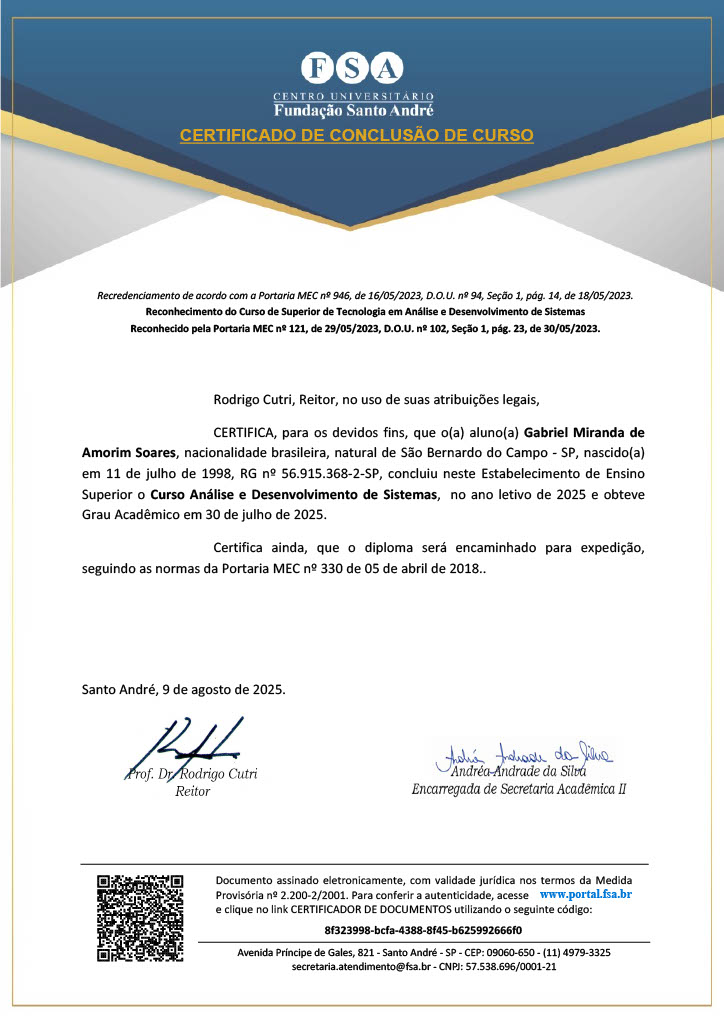 FSA
CENTRO UNIVERSITÁRIO
Fundação Santo André
CERTIFICADO DE CONCLUSÃO DE CURSO
Recredenciamento de acordo com a Portaria MEC nº 946, de 16/05/2023, D.O.U. nº 94, Seção 1, pág. 14, de 18/05/2023.
Reconhecimento do Curso de Superior de Tecnologia em Análise e Desenvolvimento de Sistemas
Reconhecido pela Portaria MEC nº 121, de 29/05/2023, D.O.U. nº 102, Seção 1, pág. 23, de 30/05/2023.
Rodrigo Cutri, Reitor, no uso de suas atribuições legais,
CERTIFICA, para os devidos fins, que o(a) aluno(a) Gabriel Miranda de
Amorim Soares, nacionalidade brasileira, natural de São Bernardo do Campo - SP, nascido(a)
em 11 de julho de 1998, RG nº 56.915.368-2-SP, concluiu neste Estabelecimento de Ensino
Superior o Curso Análise e Desenvolvimento de Sistemas, no ano letivo de 2025 e obteve
Grau Acadêmico em 30 de julho de 2025.
Certifica ainda, que o diploma será encaminhado para expedição,
seguindo as normas da Portaria MEC nº 330 de 05 de abril de 2018..
Santo André, 9 de agosto de 2025.
Prof. Dr. Rodrigo Cutri
Reitor
Andréa Andrade da Silva
Andréa Andrade da Silva
Encarregada de Secretaria Acadêmica II
Documento assinado eletronicamente, com validade jurídica nos termos da Medida
Provisória nº 2.200-2/2001. Para conferir a autenticidade, acesse www.portal.fsa.br
e clique no link CERTIFICADOR DE DOCUMENTOS utilizando o seguinte código:
8f323998-bcfa-4388-8f45-b625992666f0
Avenida Príncipe de Gales, 821 - Santo André - SP - CEP: 09060-650 - (11) 4979-3325
secretaria.atendimento@fsa.br - CNPJ: 57.538.696/0001-21